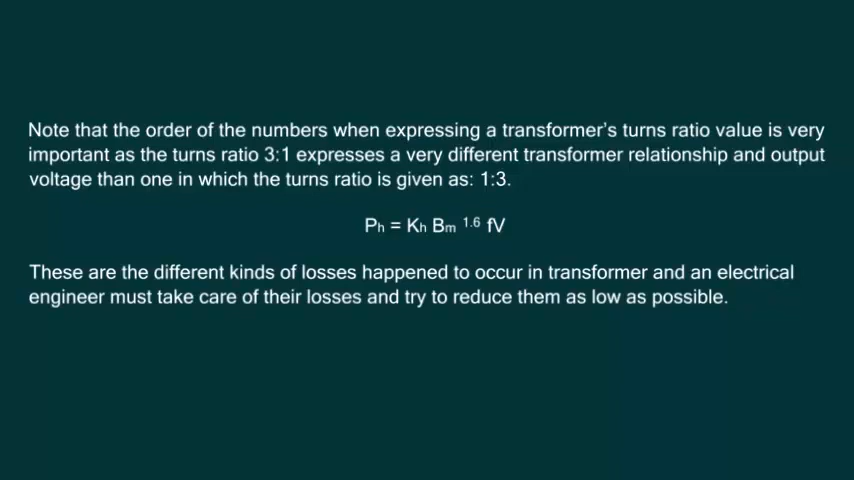 Note that the order of the numbers when expressing a transformer's turns ratio value is very
important as the turns ratio 3:1 expresses a very different transformer relationship and output
voltage than one in which the turns ratio is given as: 1:3.
Ph = Kh Bm 1.6 fV
These are the different kinds of losses happened to occur in transformer and an electrical
engineer must take care of their losses and try to reduce them as low as possible.